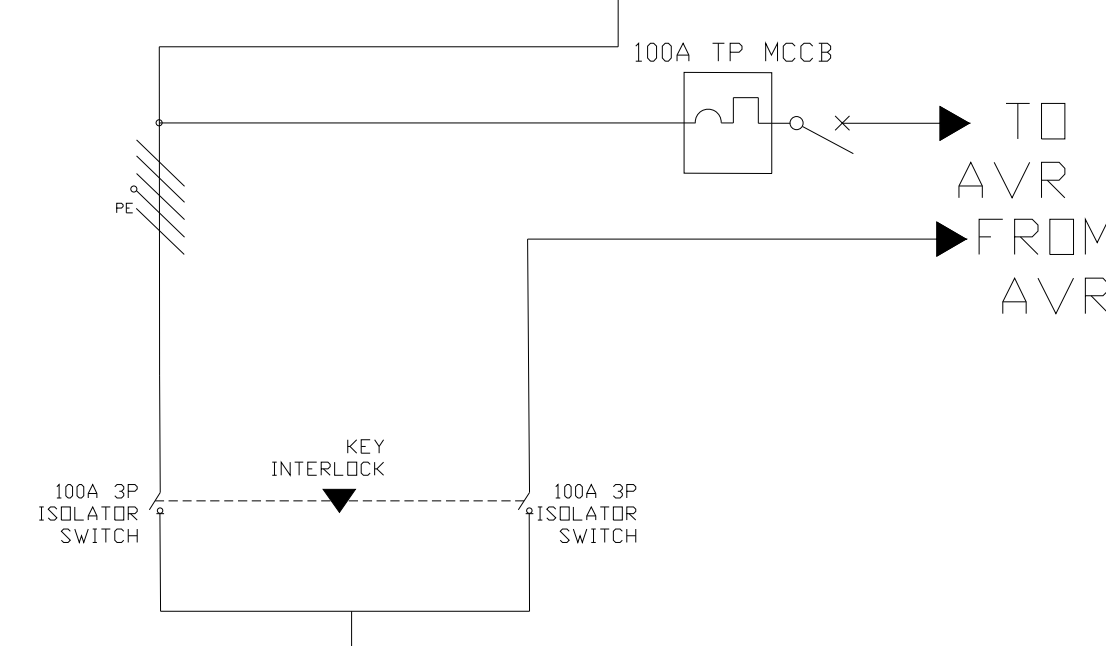 100A TP MCCB
TO
AVR
PE
FROM
AVR
KEY
INTERLOCK
100A 3P
ISOLATOR
SWITCH
100A 3P
ISOLATOR
SWITCH